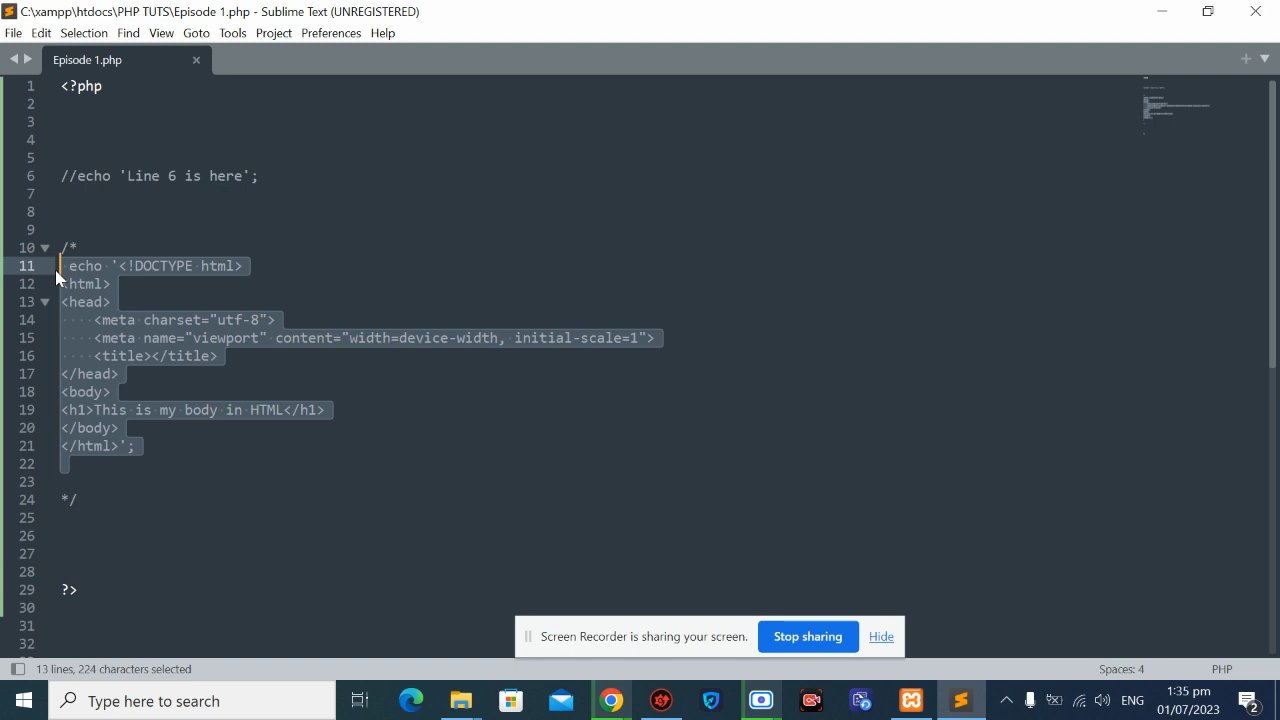 C:\xampp\htdocs\PHP TUTS\Episode 1.php - Sublime Text (UNREGISTERED)
File Edit Selection Find View Goto Tools Project Preferences Help
Episode 1.php
1 <?php
2
3
4
5
6 //echo 'Line 6 is here';
7
8
9
10 /*
11 echo '<!DOCTYPE html>
12 <html>
13 <head>
14 <meta charset="utf-8">
15 <meta name="viewport" content="width=device-width, initial-scale=1">
16 <title></title>
17 </head>
18 <body>
19 <h1>This is my body in HTML</h1>
20 </body>
21 </html>';
22
23
24 */
25
26
27
28
29 ?>
30
31
32
Screen Recorder is sharing your screen. Stop sharing Hide
13 lines, 224 characters selected Spaces: 4 PHP
Type here to search ENG 1:35 pm
01/07/2023 2